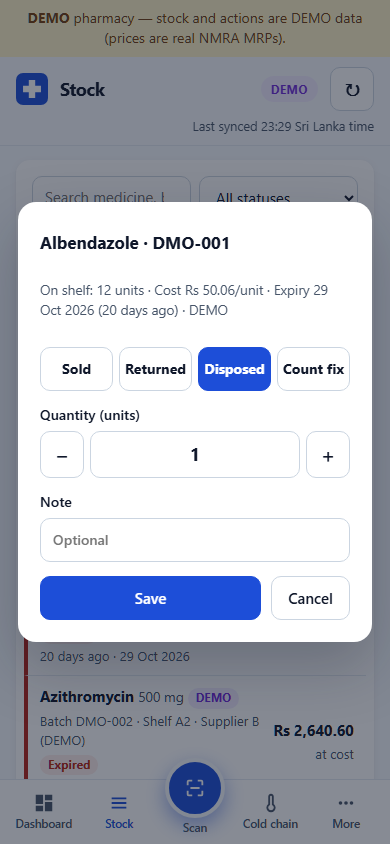 DEMO pharmacy — stock and actions are DEMO data
(prices are real NMRA MRPs).
Stock
DEMO
Last synced 23:29 Sri Lanka time
Search medicine,
All statuses
Albendazole · DMO-001
On shelf: 12 units · Cost Rs 50.06/unit · Expiry 29
Oct 2026 (20 days ago) · DEMO
Sold
Returned
Disposed
Count fix
Quantity (units)
−
1
+
Note
Optional
Save
Cancel
20 days ago · 29 Oct 2026
Azithromycin 500 mg DEMO
Batch DMO-002 · Shelf A2 · Supplier B
(DEMO)
Rs 2,640.60
at cost
Expired
Dashboard
Stock
Scan
Cold chain
More